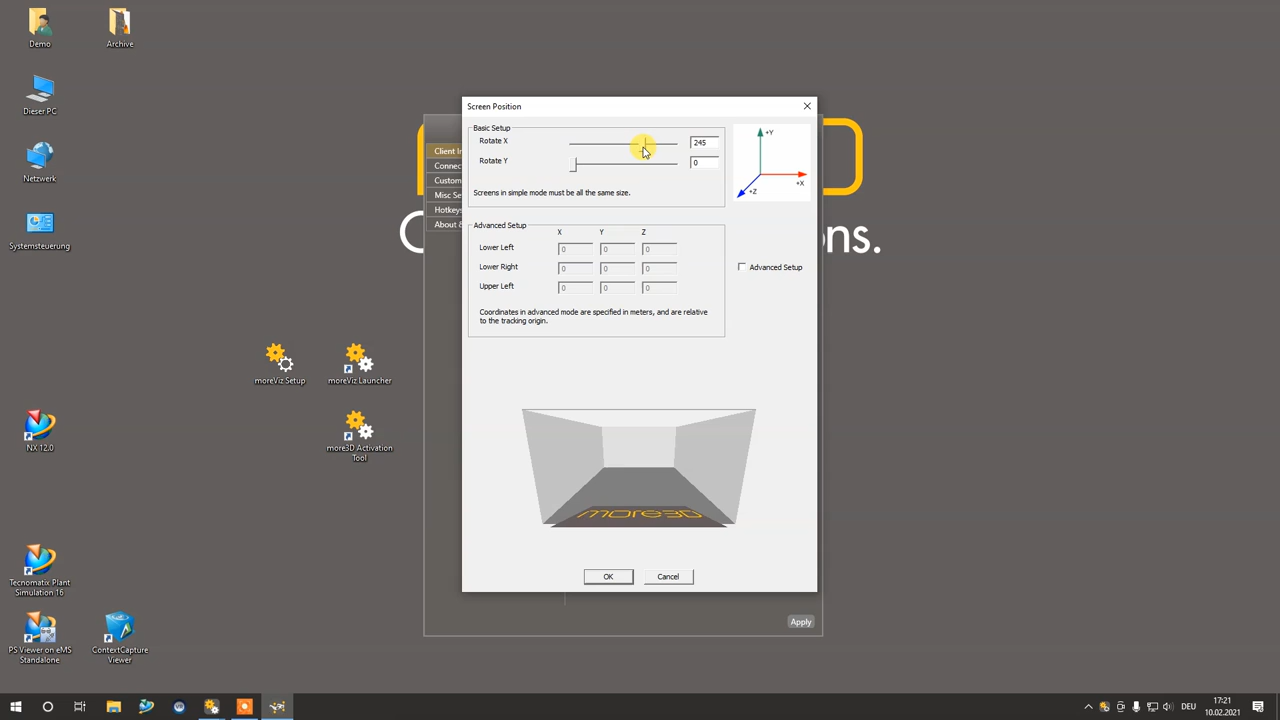 Demo
Archive
Dieser PC
Netzwerk
Systemsteuerung
moreViz Setup
moreViz Launcher
more3D Activation
Tool
NX 12.0
Tecnomatix Plant
Simulation 16
PS Viewer on eMS
Standalone
ContextCapture
Viewer
ns.
Client In
Connec
Custom
Misc Se
Hotkeys
About &
Apply
Screen Position
Basic Setup
Rotate X 245
Rotate Y 0
Screens in simple mode must be all the same size.
+Y
+X
+Z
Advanced Setup
X Y Z
Lower Left 0 0 0
Lower Right 0 0 0
Upper Left 0 0 0
Coordinates in advanced mode are specified in meters, and are relative
to the tracking origin.
Advanced Setup
more3D
OK Cancel
DEU
17:21
10.02.2021